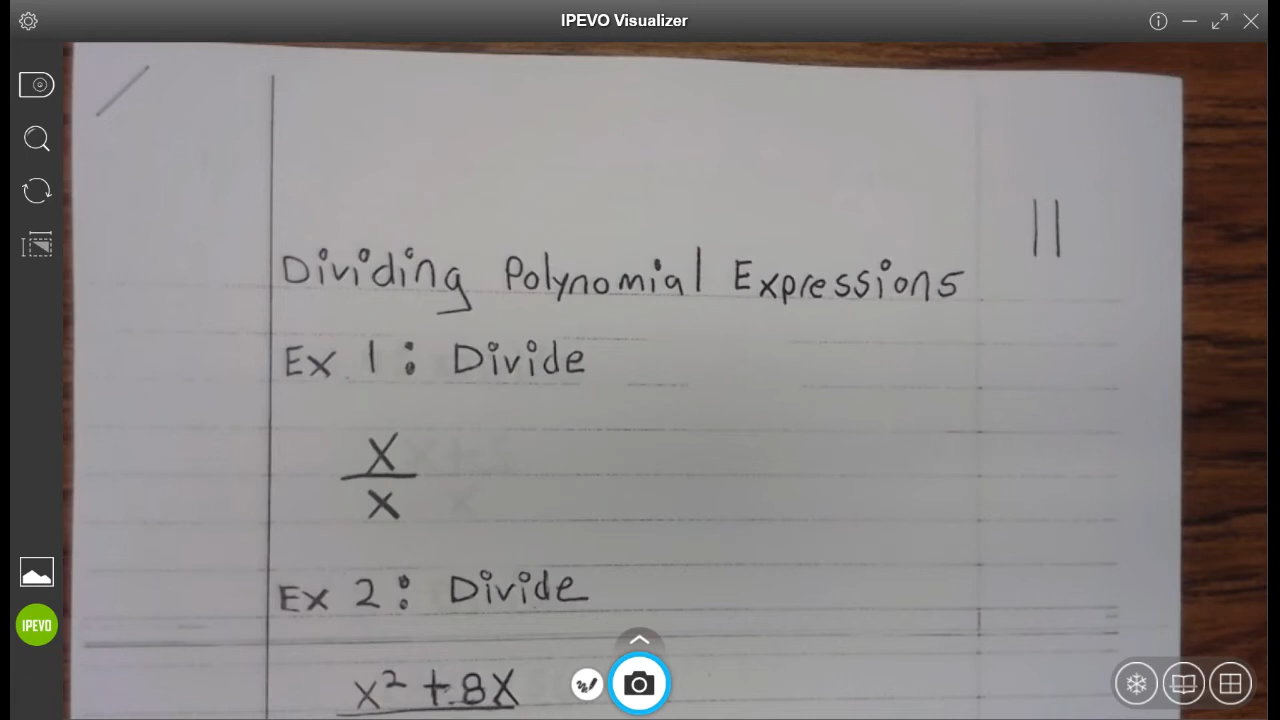 IPEVO Visualizer
11
Dividing Polynomial Expressions
Ex 1: Divide
x
x
Ex 2: Divide
IPEVO
x² + 8x